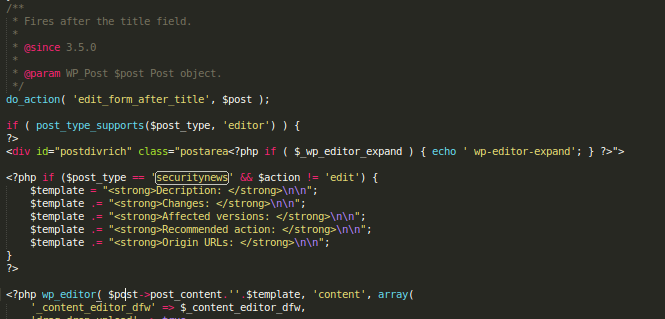 /**
 * Fires after the title field.
 *
 * @since 3.5.0
 *
 * @param WP_Post $post Post object.
 */
do_action( 'edit_form_after_title', $post );
if ( post_type_supports($post_type, 'editor') ) {
?>
<div id="postdivrich" class="postarea<?php if ( $_wp_editor_expand ) { echo ' wp-editor-expand'; } ?>">
<?php if ($post_type == 'securitynews' && $action != 'edit') {
    $template = "<strong>Decription: </strong>\n\n";
    $template .= "<strong>Changes: </strong>\n\n";
    $template .= "<strong>Affected versions: </strong>\n\n";
    $template .= "<strong>Recommended action: </strong>\n\n";
    $template .= "<strong>Origin URLs: </strong>\n\n";
}
?>
<?php wp_editor( $post->post_content.''.$template, 'content', array(
    '_content_editor_dfw' => $_content_editor_dfw,
    'drag_drop_upload' => true,